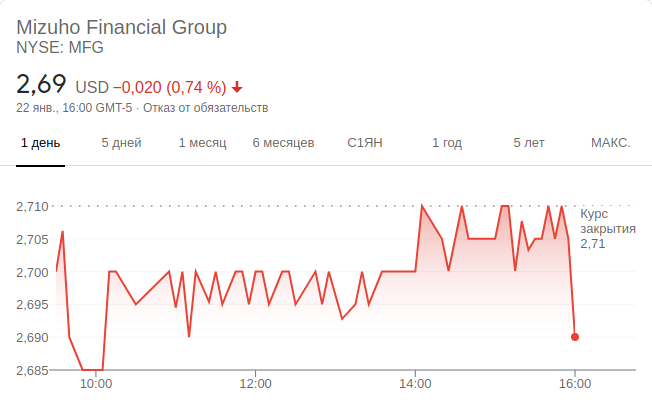 Mizuho Financial Group
NYSE: MFG
2,69 USD −0,020 (0,74 %)
22 янв., 16:00 GMT-5 · Отказ от обязательств
1 день 5 дней 1 месяц 6 месяцев С1ЯН 1 год 5 лет МАКС.
2,710
Курс
закрытия
2,71
2,705
2,700
2,695
2,690
2,685
10:00 12:00 14:00 16:00